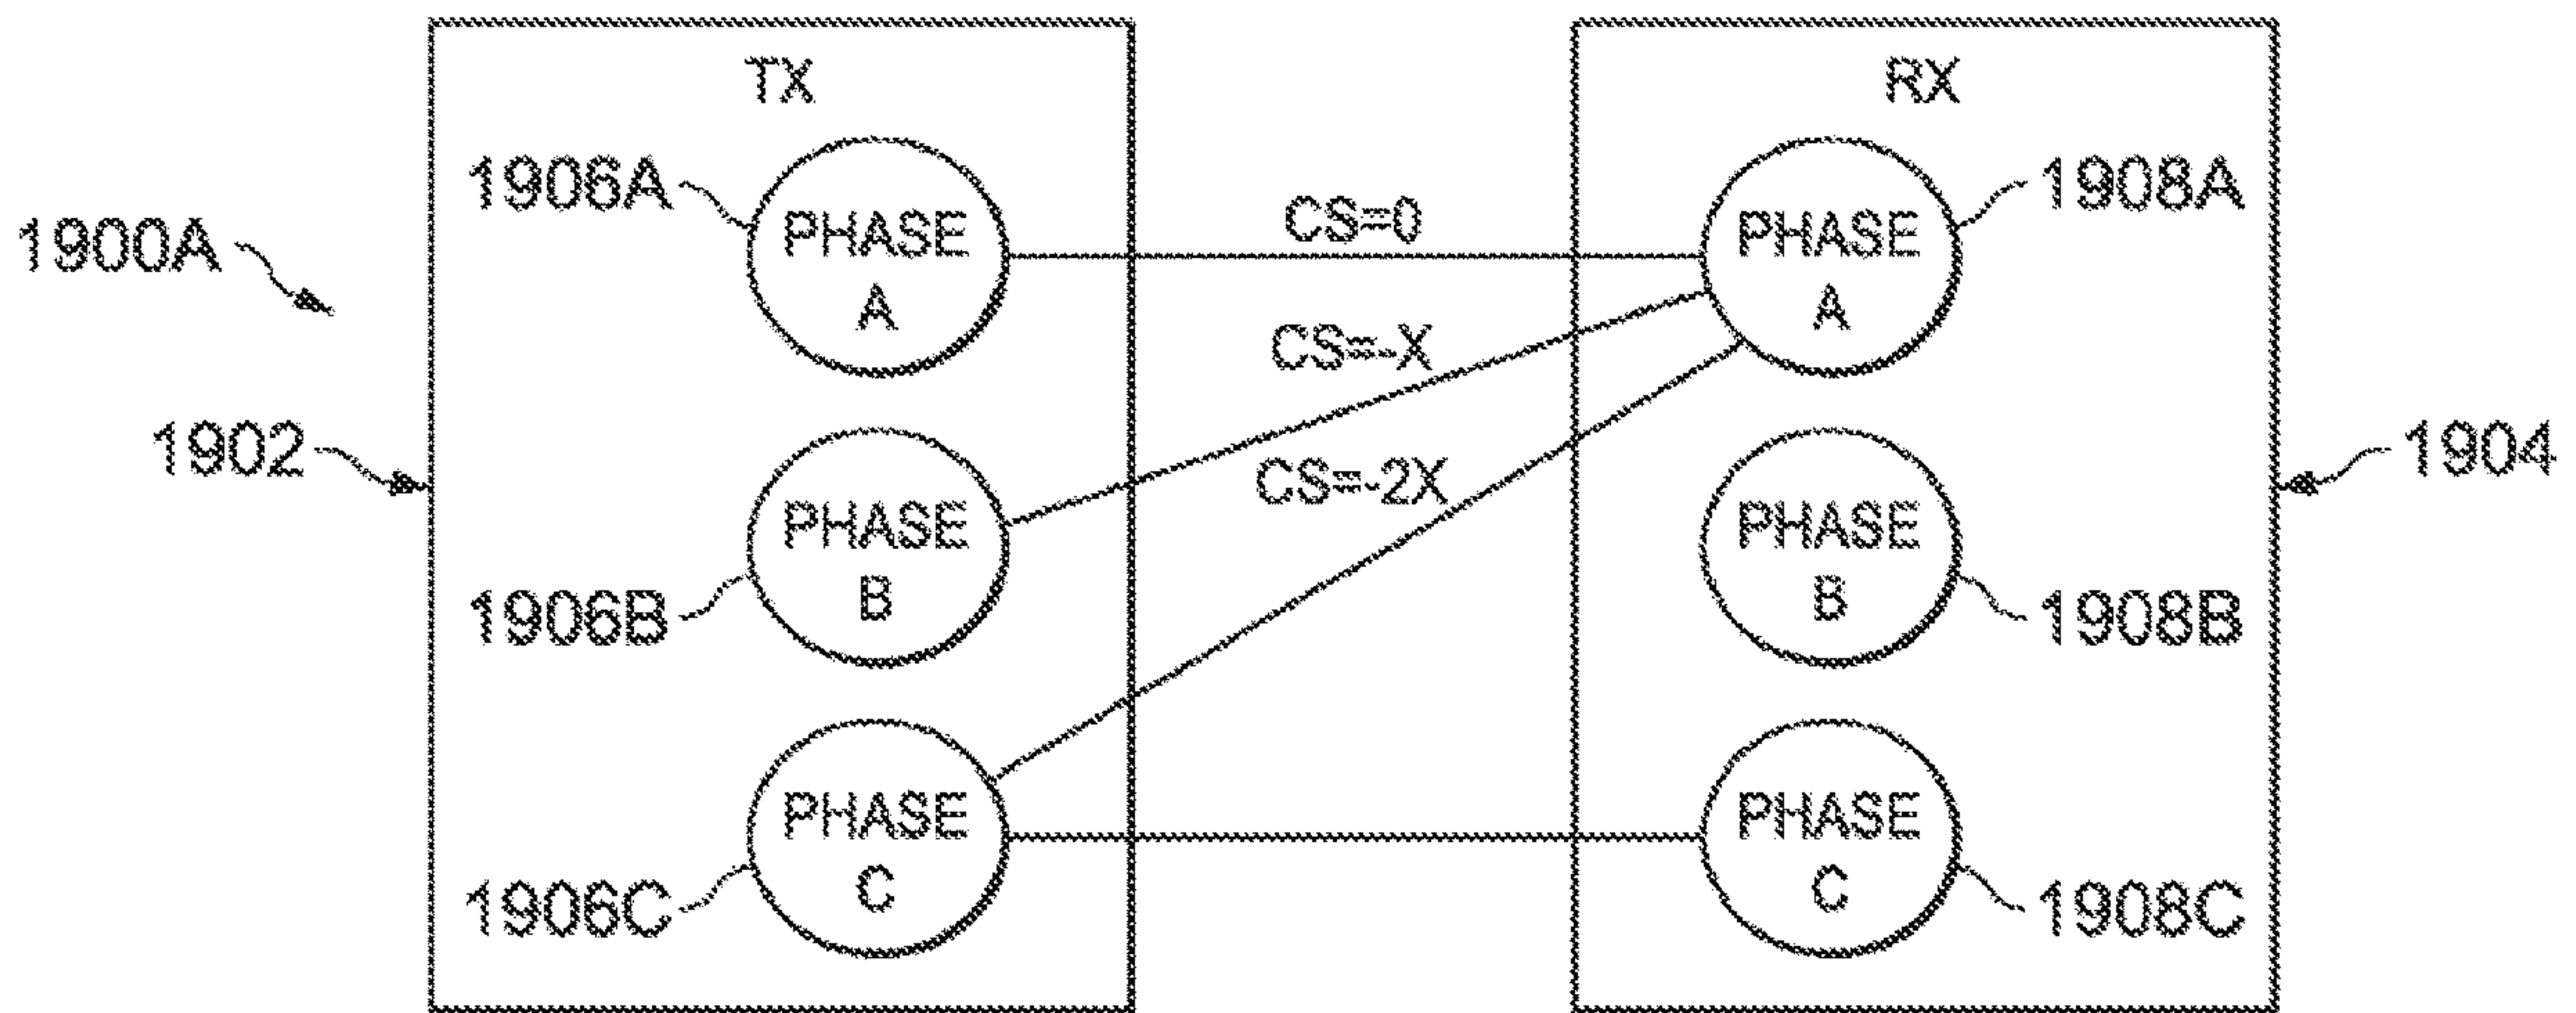 TX
RX
1906A
PHASE
A
CS=0
PHASE
A
1908A
1900A
CS=-X
1902
CS=-2X
1904
PHASE
B
1906B
PHASE
B
1908B
PHASE
C
1906C
PHASE
C
1908C